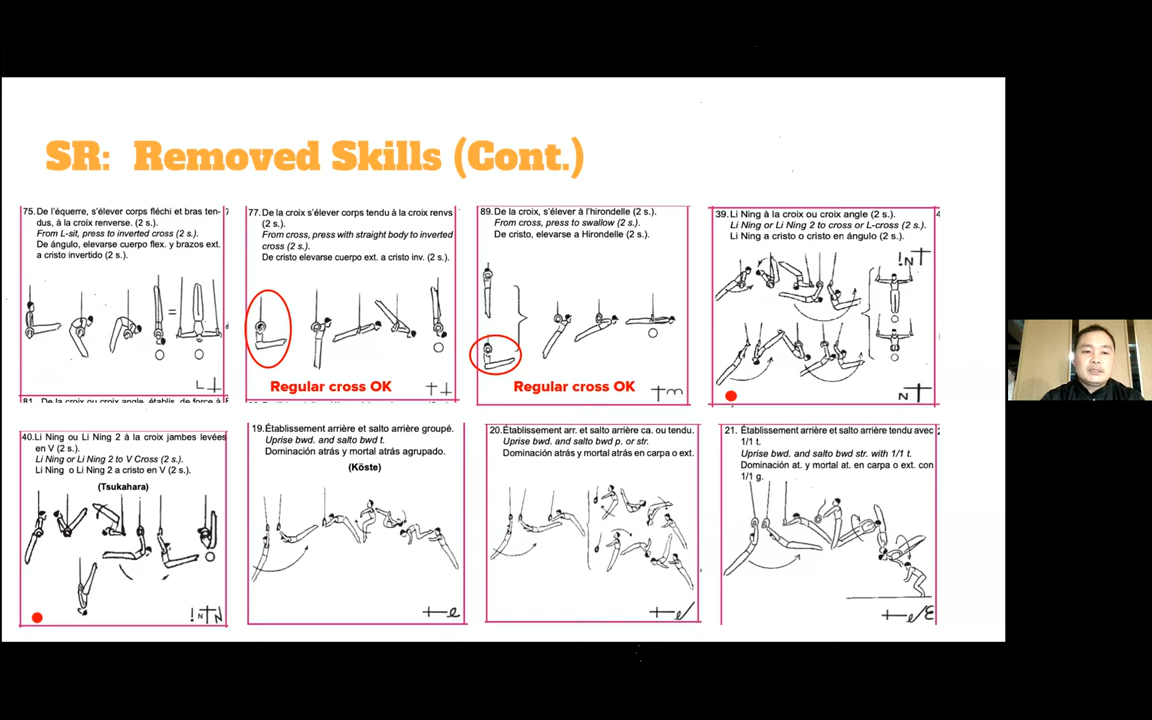 SR: Removed Skills (Cont.)
75. De l'équerre, s'élever corps fléchi et bras ten-
dus, à la croix renverse. (2 s.).
From L-sit, press to inverted cross (2 s.).
De ángulo, elevarse cuerpo flex. y brazos ext.
a cristo invertido (2 s.).
77. De la croix s'élever corps tendu à la croix renvs
(2 s.).
From cross, press with straight body to inverted
cross (2 s.).
De cristo elevarse cuerpo ext. a cristo inv. (2 s.).
Regular cross OK
89. De la croix, s'élever à l'hirondelle (2 s.).
From cross, press to swallow (2 s.).
De cristo, elevarse a Hirondelle (2 s.).
Regular cross OK
39. Li Ning à la croix ou croix angle (2 s.).
Li Ning or Li Ning 2 to cross or L-cross (2 s.).
Li Ning a cristo o cristo en ángulo (2 s.).
40. Li Ning ou Li Ning 2 à la croix jambes levées
en V (2 s.).
Li Ning or Li Ning 2 to V Cross (2 s.).
Li Ning o Li Ning 2 a cristo en V (2 s.).
(Tsukahara)
19. Établissement arrière et salto arrière groupé.
Uprise bwd. and salto bwd t.
Dominación atrás y mortal atrás agrupado.
(Köste)
20. Établissement arr. et salto arrière ca. ou tendu.
Uprise bwd. and salto bwd p. or str.
Dominación atrás y mortal atrás en carpa o ext.
21. Établissement arrière et salto arrière tendu avec
1/1 t.
Uprise bwd. and salto bwd str. with 1/1 t.
Dominación at. y mortal at. en carpa o ext. con
1/1 g.